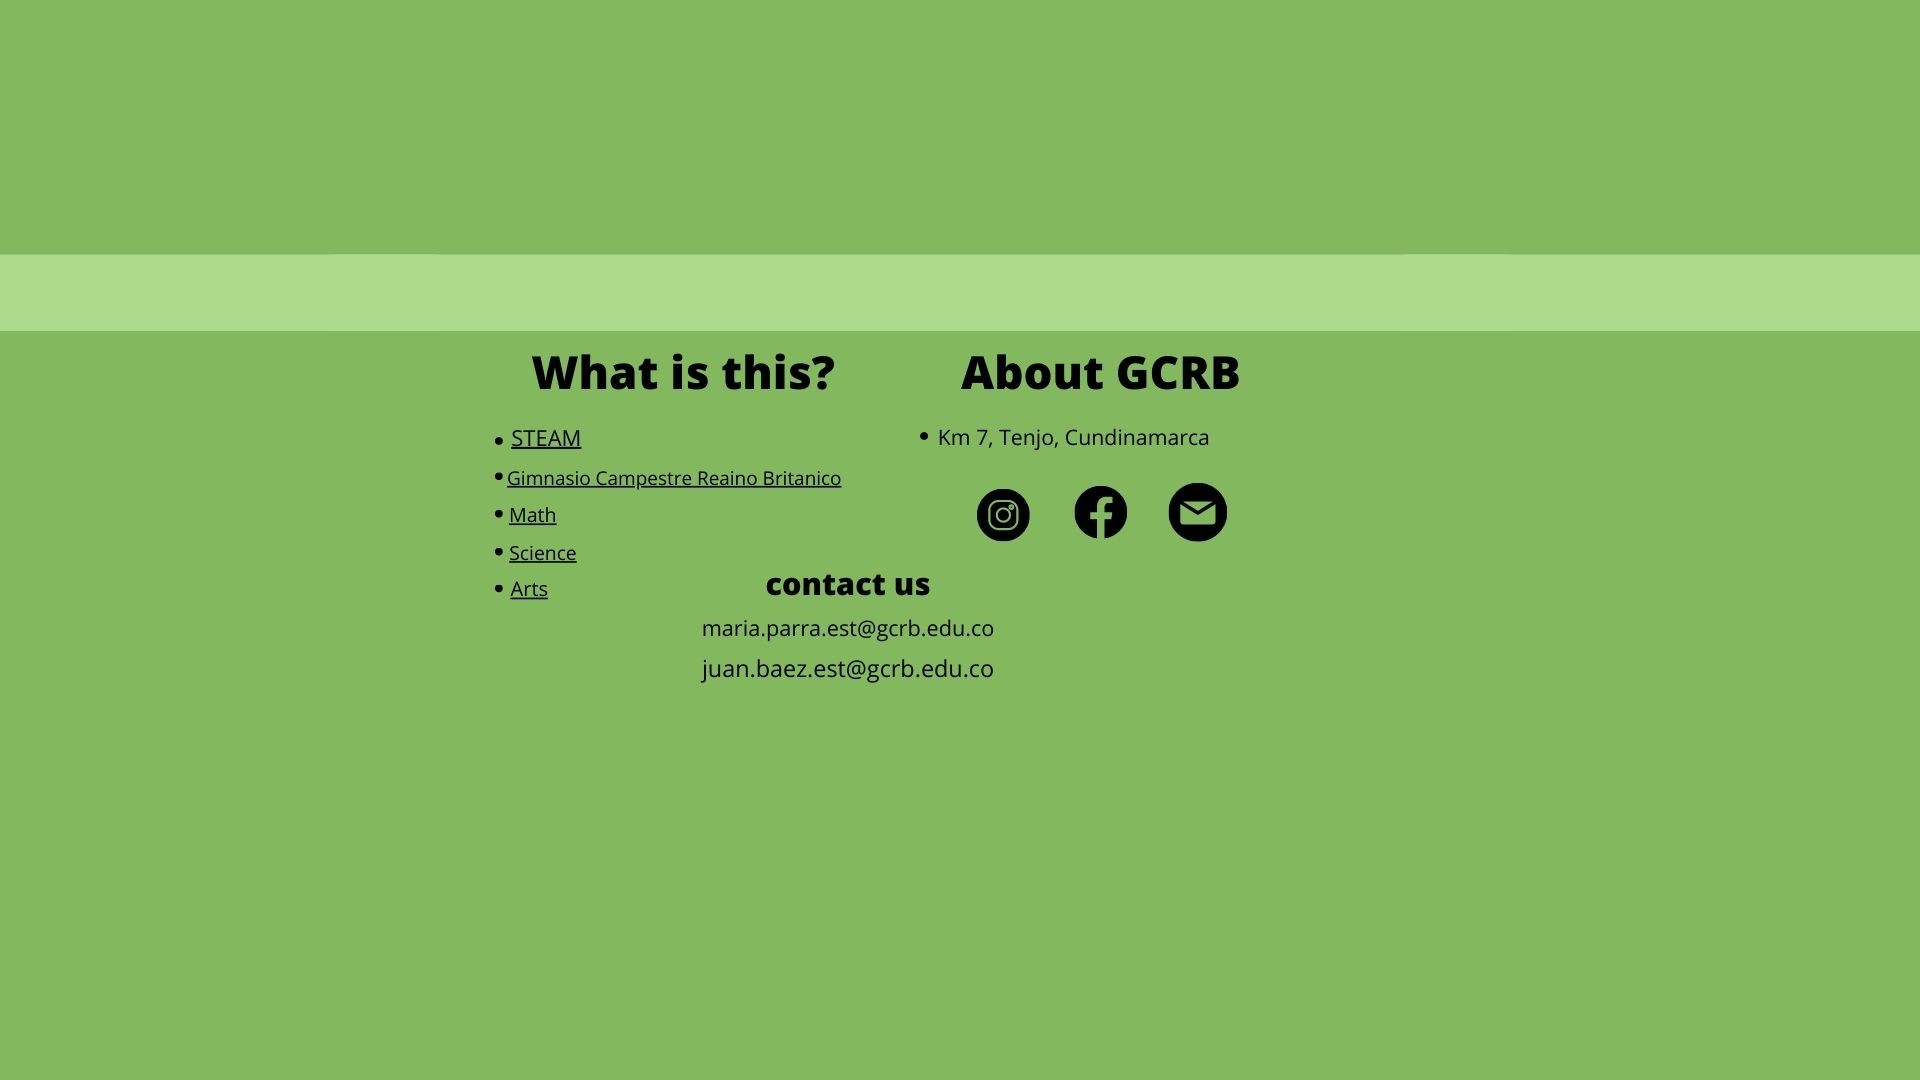 What is this?
STEAM
Gimnasio Campestre Reaino Britanico
Math
Science
Arts
About GCRB
Km 7, Tenjo, Cundinamarca
contact us
maria.parra.est@gcrb.edu.co
juan.baez.est@gcrb.edu.co